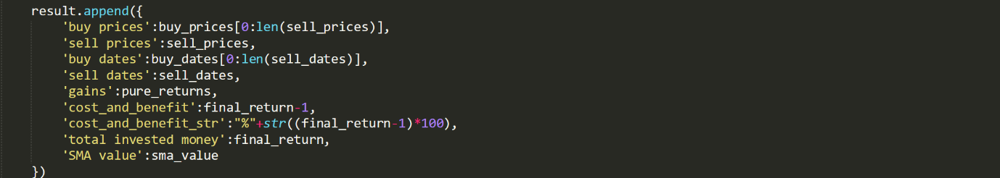 result.append({
'buy prices':buy_prices[0:len(sell_prices)],
'sell prices':sell_prices,
'buy dates':buy_dates[0:len(sell_dates)],
'sell dates':sell_dates,
'gains':pure_returns,
'cost_and_benefit':final_return-1,
'cost_and_benefit_str':"%"+str((final_return-1)*100),
'total invested money':final_return,
'SMA value':sma_value
})